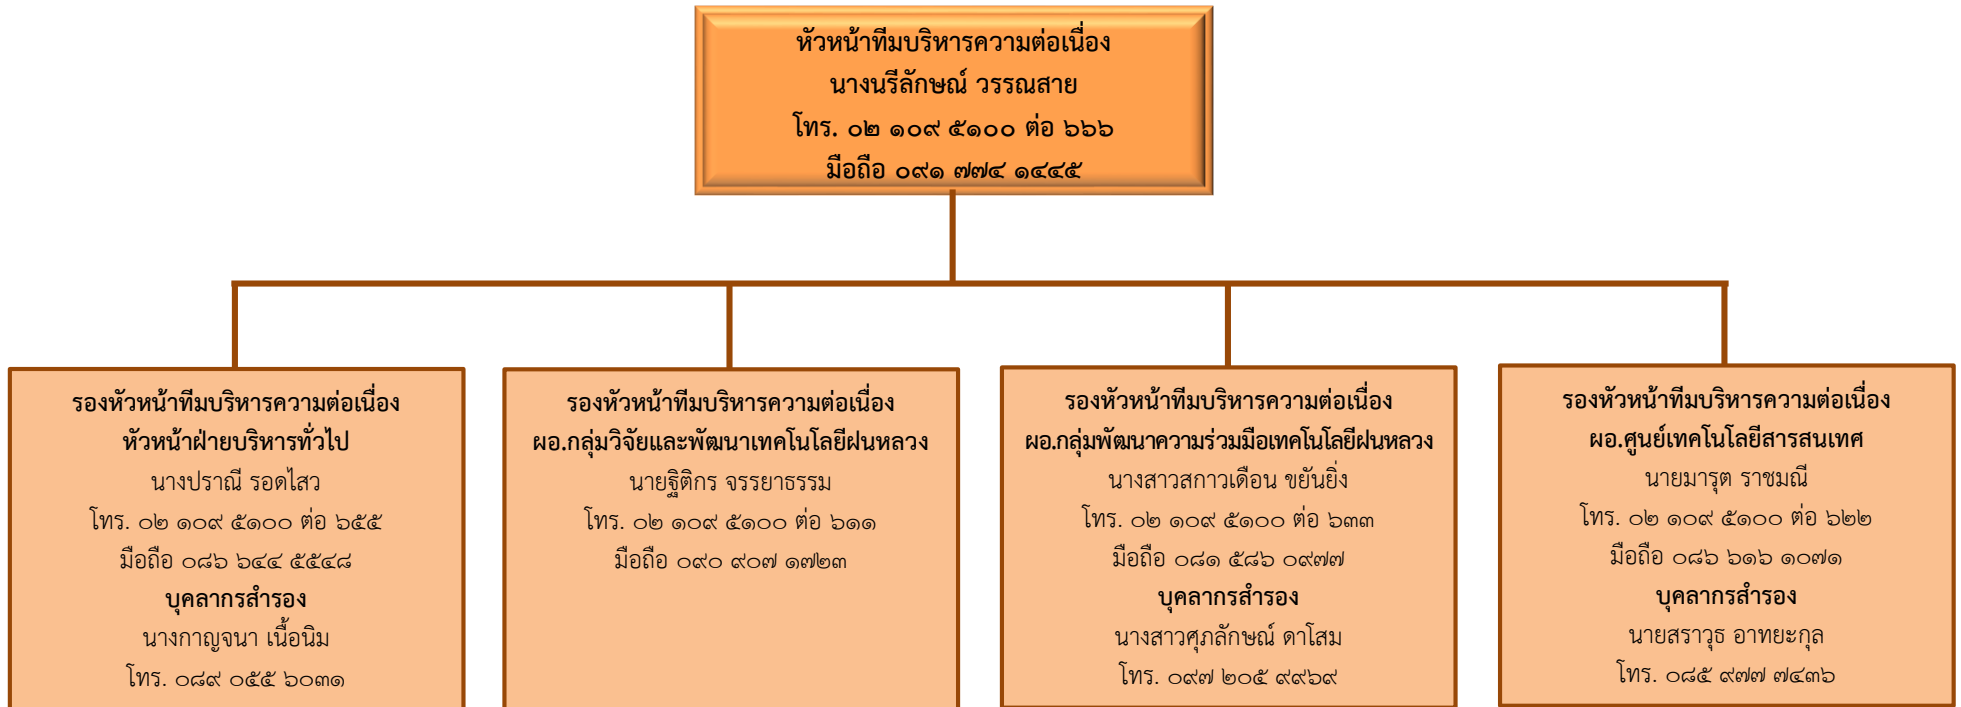 หัวหน้าทีมบริหารความต่อเนื่อง
นางนรีลักษณ์ วรรณสาย
โทร. ๐๒ ๑๐๙ ๕๑๐๐ ต่อ ๖๖๖
มือถือ ๐๙๑ ๗๗๔ ๑๔๔๕
รองหัวหน้าทีมบริหารความต่อเนื่อง
หัวหน้าฝ่ายบริหารทั่วไป
นางปราณี รอดไสว
โทร. ๐๒ ๑๐๙ ๕๑๐๐ ต่อ ๖๕๕
มือถือ ๐๘๖ ๖๔๔ ๕๕๔๘
บุคลากรสำรอง
นางกาญจนา เนื้อนิม
โทร. ๐๘๙ ๐๕๕ ๖๐๓๑
รองหัวหน้าทีมบริหารความต่อเนื่อง
ผอ.กลุ่มวิจัยและพัฒนาเทคโนโลยีฝนหลวง
นายฐิติกร จรรยาธรรม
โทร. ๐๒ ๑๐๙ ๕๑๐๐ ต่อ ๖๑๑
มือถือ ๐๙๐ ๙๐๗ ๑๗๒๓
รองหัวหน้าทีมบริหารความต่อเนื่อง
ผอ.กลุ่มพัฒนาความร่วมมือเทคโนโลยีฝนหลวง
นางสาวสกาวเดือน ขยันยิ่ง
โทร. ๐๒ ๑๐๙ ๕๑๐๐ ต่อ ๖๓๓
มือถือ ๐๘๑ ๕๘๖ ๐๙๗๗
บุคลากรสำรอง
นางสาวศุภลักษณ์ ดาโสม
โทร. ๐๙๗ ๒๐๕ ๙๙๖๙
รองหัวหน้าทีมบริหารความต่อเนื่อง
ผอ.ศูนย์เทคโนโลยีสารสนเทศ
นายมารุต ราชมณี
โทร. ๐๒ ๑๐๙ ๕๑๐๐ ต่อ ๖๒๒
มือถือ ๐๘๖ ๖๑๖ ๑๐๗๑
บุคลากรสำรอง
นายสราวุธ อาทยะกุล
โทร. ๐๘๕ ๙๗๗ ๗๔๓๖